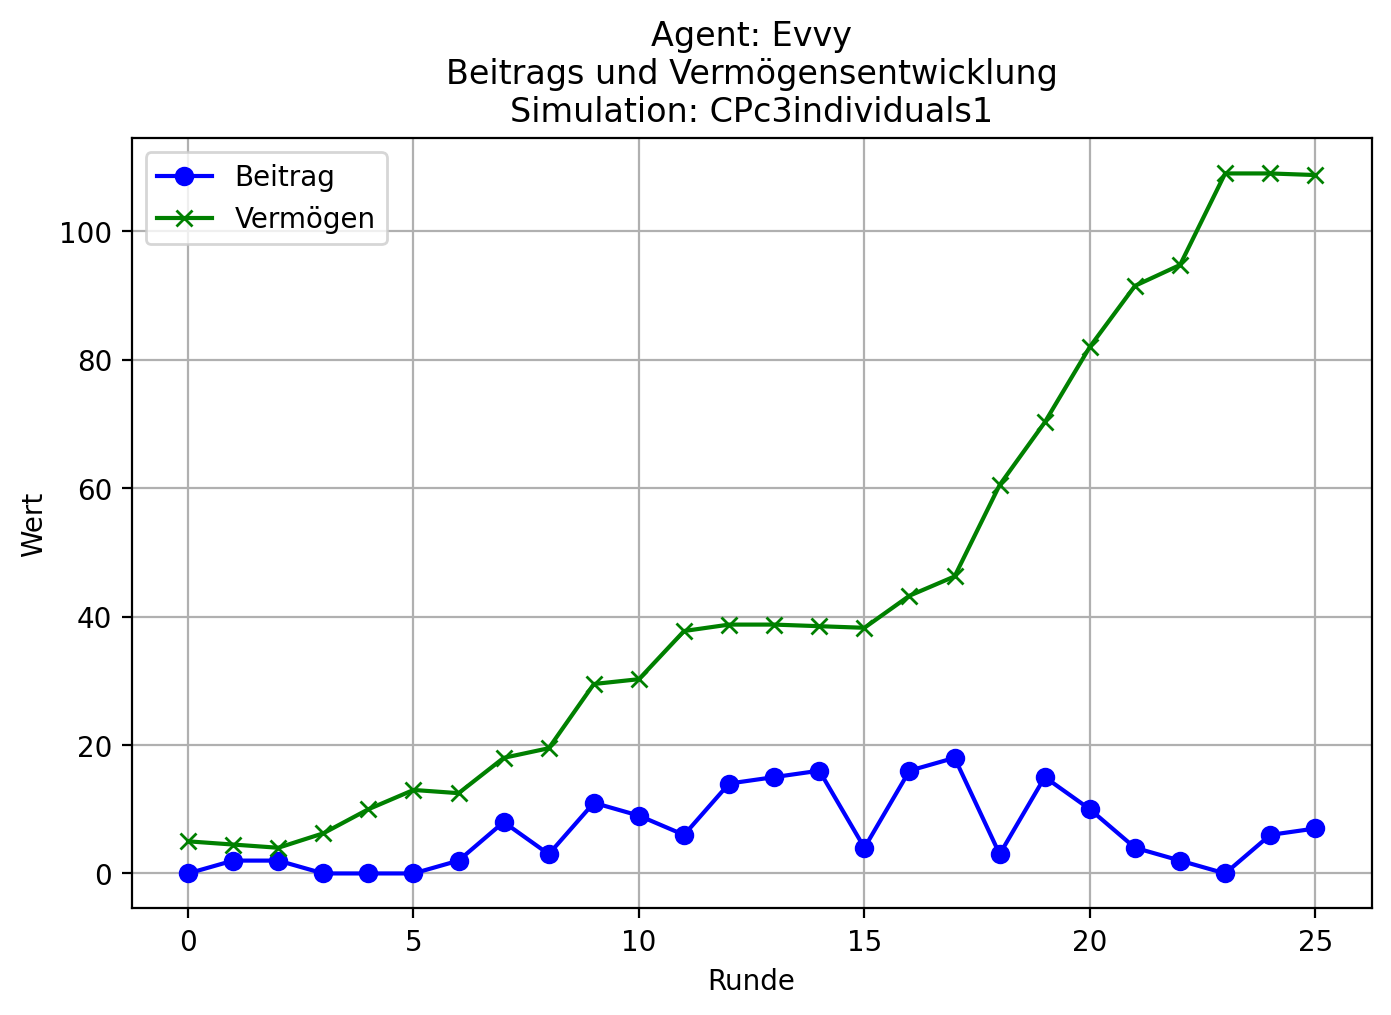 Agent: Evvy
Beitrags und Vermögensentwicklung
Simulation: CPc3individuals1
Beitrag
Vermögen
100
80
60
40
20
0
Wert
0 5 10 15 20 25
Runde